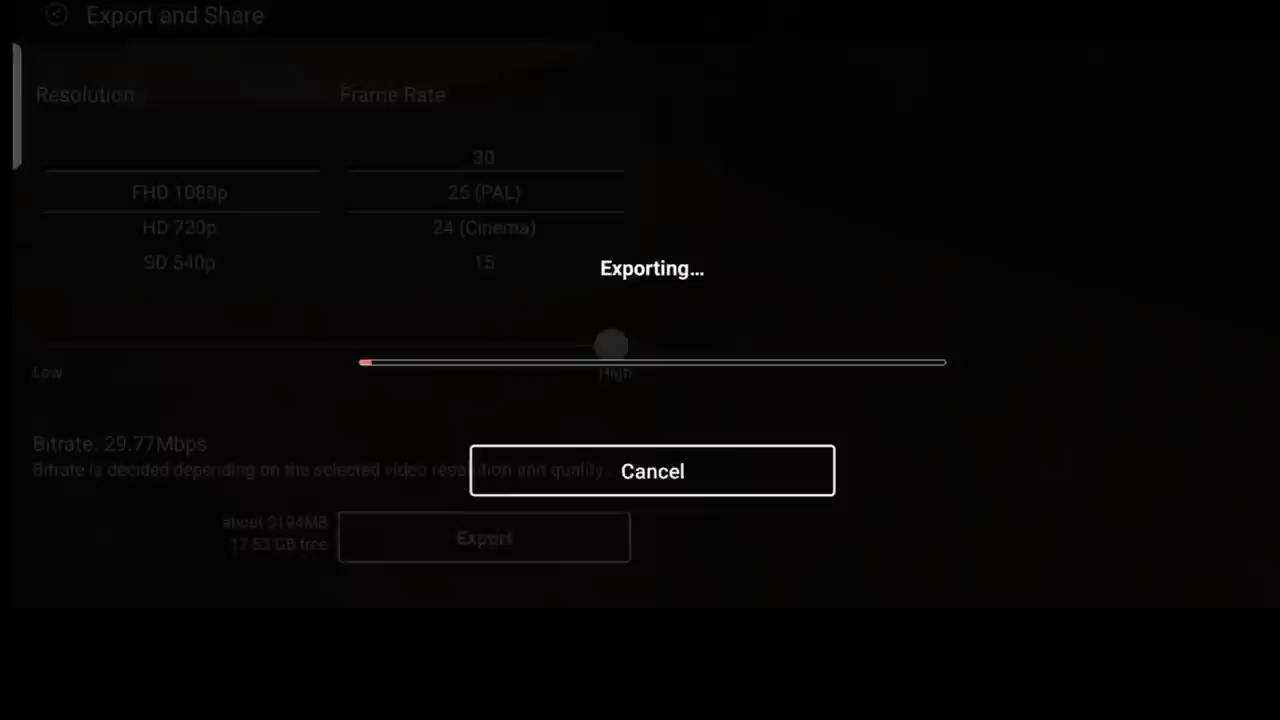 Export and Share
Resolution
Frame Rate
30
FHD 1080p
25 (PAL)
HD 720p
24 (Cinema)
SD 540p
15
Exporting...
Low
High
Bitrate: 29.77Mbps
Bitrate is decided depending on the selected video resolution and quality.
Cancel
about 3194MB
17.53 GB free
Export